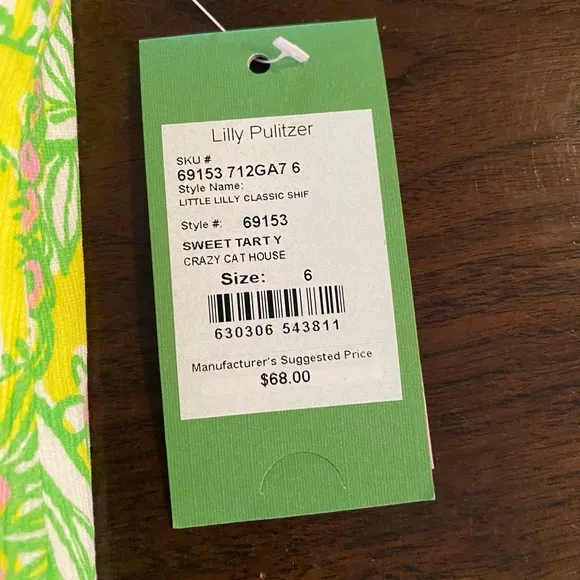 Lilly Pulitzer
SKU #
69153 712GA7 6
Style Name:
LITTLE LILLY CLASSIC SHIF
Style #: 69153
SWEET TART Y
CRAZY CAT HOUSE
Size: 6
630306 543811
Manufacturer's Suggested Price
$68.00